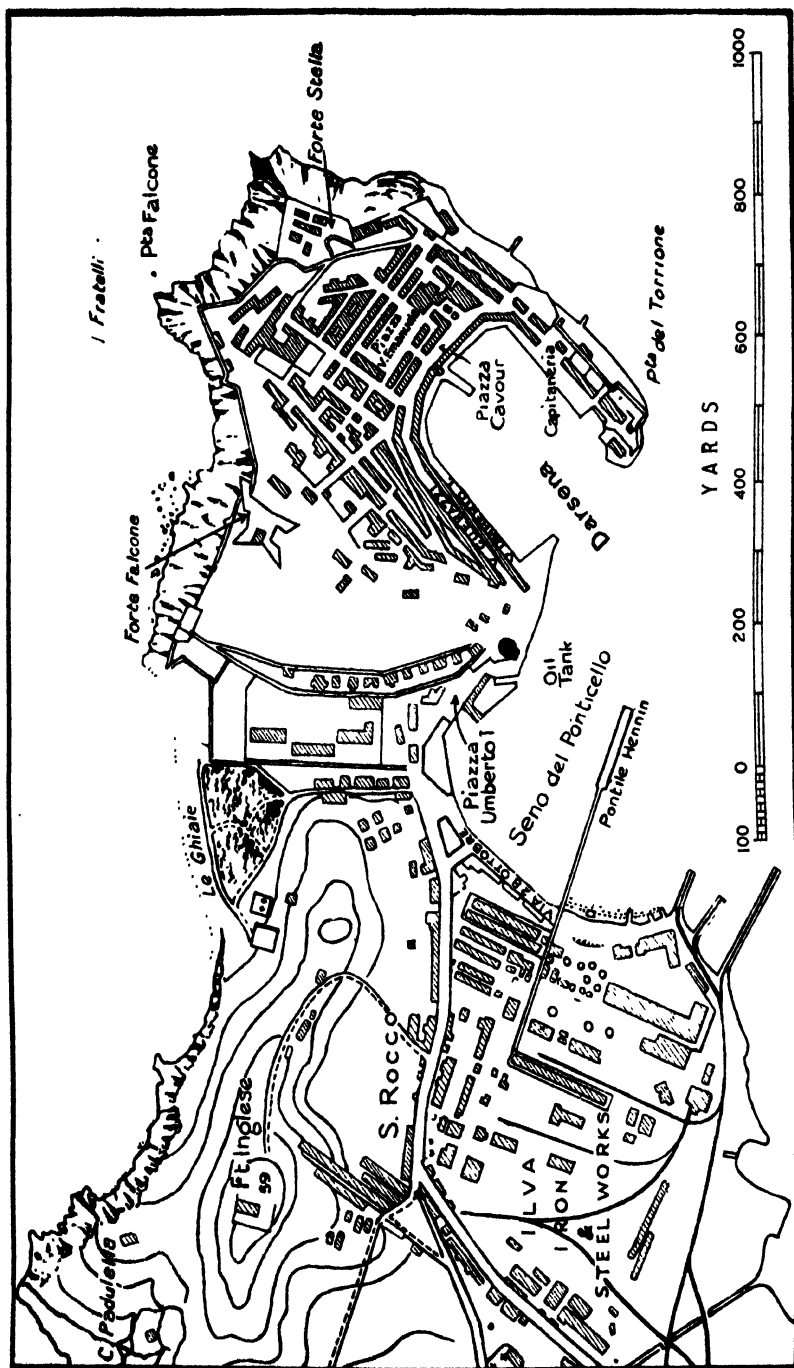 I Fratelli
Pta Falcone
Forte Stella
Forte Falcone
Le Ghiaie
C. Padulella
Ft. Inglese
59
S. ROCCO
Piazza
V. Emanuele
Piazza
Cavour
Capitaneria
Pta del Torrione
Darsena
Oil
Tank
Piazza
Umberto I
Seno del Ponticello
VIA 28 OTTOBRE
Pontile Hennin
ILVA
IRON
&
STEEL WORKS
YARDS
100
0
200
400
600
800
1000